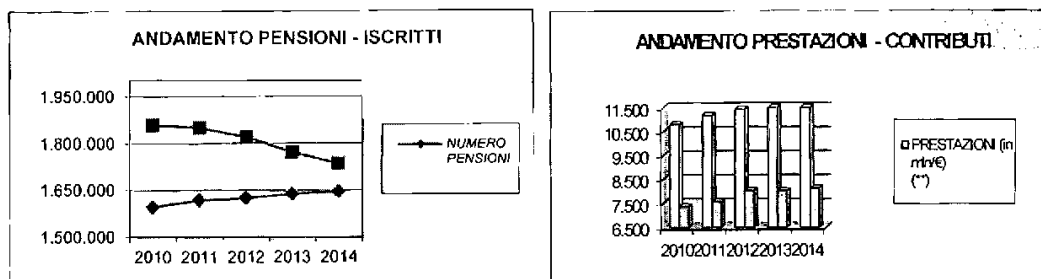 ANDAMENTO PENSIONI - ISCRITTI
1.950.000
1.800.000
1.650.000
1.500.000
2010 2011 2012 2013 2014
NUMERO
PENSIONI
ANDAMENTO PRESTAZIONI - CONTRIBUTI
11.500
10.500
9.500
8.500
7.500
6.500
2010 2011 2012 2013 2014
PRESTAZIONI (in
mln/€)
(**)